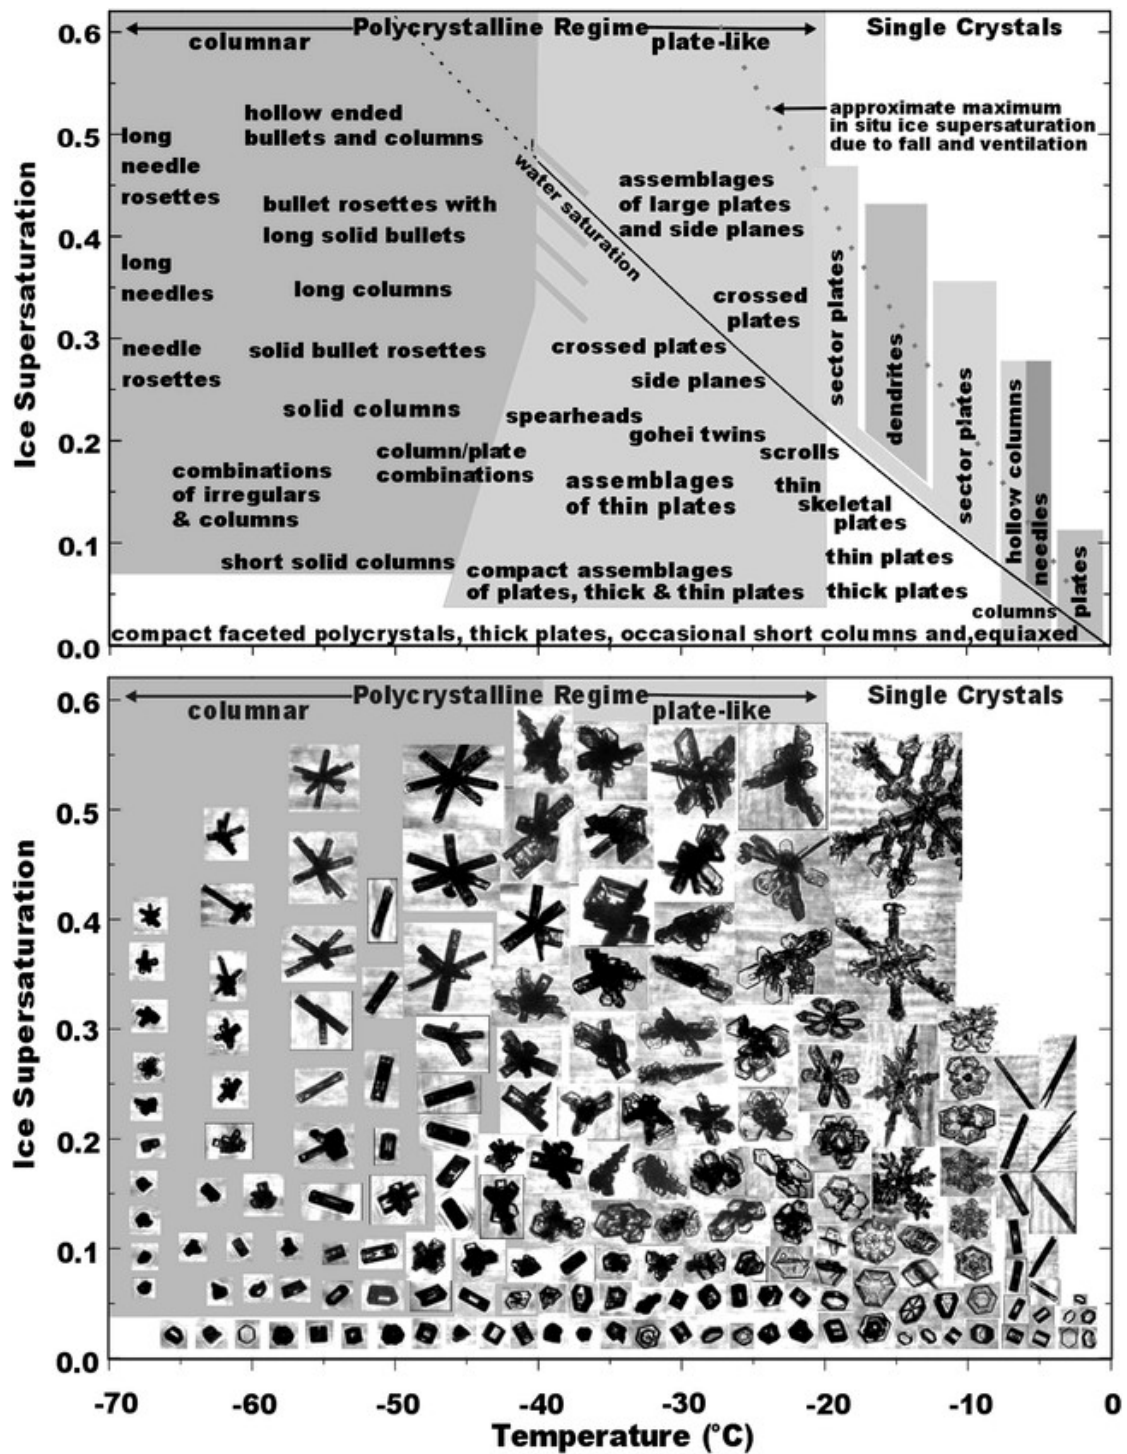 Polycrystalline Regime
Single Crystals
columnar
plate-like
0.6
0.5
0.4
0.3
0.2
0.1
0.0
Ice Supersaturation
approximate maximum
in situ ice supersaturation
due to fall and ventilation
hollow ended
bullets and columns
long
needle
rosettes
bullet rosettes with
long solid bullets
long
needles
long columns
needle
rosettes
solid bullet rosettes
solid columns
combinations
of irregulars
& columns
column/plate
combinations
short solid columns
water saturation
assemblages
of large plates
and side planes
crossed
plates
crossed plates
side planes
spearheads
gohei twins
scrolls
assemblages
of thin plates
thin
skeletal
plates
thin plates
compact assemblages
of plates, thick & thin plates
thick plates
sector plates
dendrites
sector plates
hollow columns
needles
plates
columns
compact faceted polycrystals, thick plates, occasional short columns and,equiaxed
Polycrystalline Regime
Single Crystals
columnar
plate-like
0.6
0.5
0.4
0.3
0.2
0.1
0.0
Ice Supersaturation
-70 -60 -50 -40 -30 -20 -10 0
Temperature (°C)